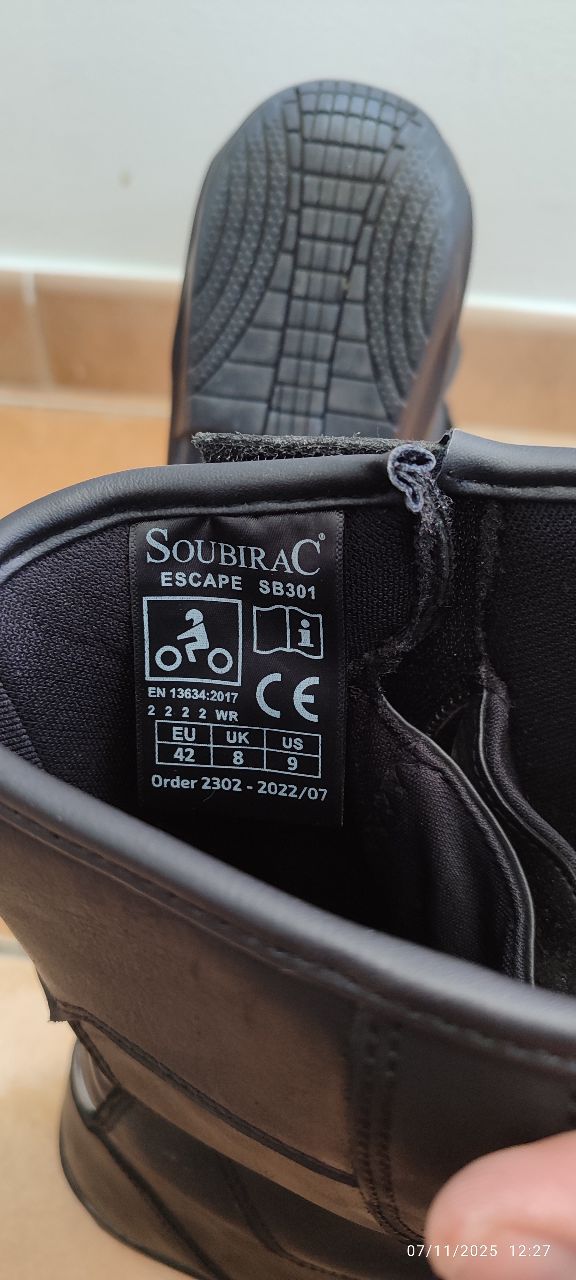 SOUBIRAC®
ESCAPE SB301
i
EN 13634:2017
2 2 2 2 WR
CE
EU UK US
42 8 9
Order 2302 - 2022/07
07/11/2025 12:27